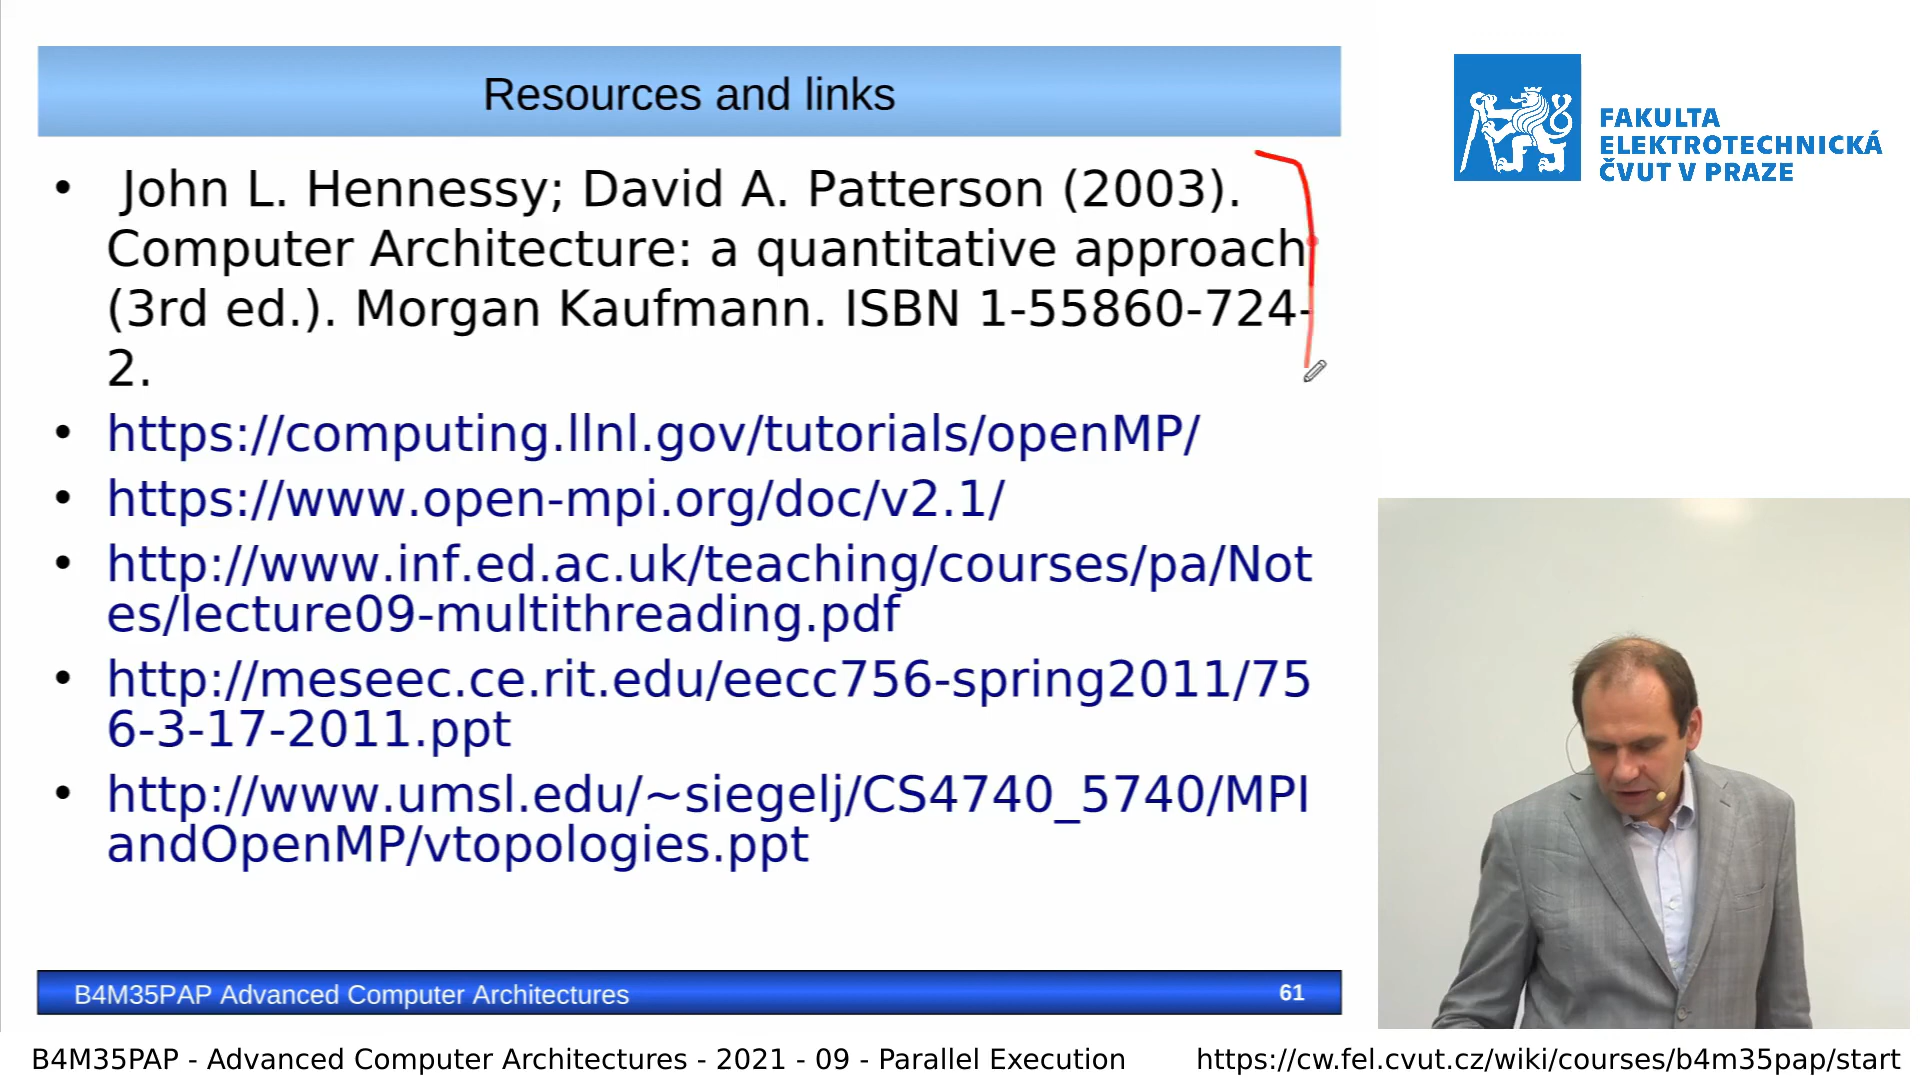 Resources and links
• John L. Hennessy; David A. Patterson (2003).
Computer Architecture: a quantitative approach
(3rd ed.). Morgan Kaufmann. ISBN 1-55860-724-
2.
• https://computing.llnl.gov/tutorials/openMP/
• https://www.open-mpi.org/doc/v2.1/
• http://www.inf.ed.ac.uk/teaching/courses/pa/Not
es/lecture09-multithreading.pdf
• http://meseec.ce.rit.edu/eecc756-spring2011/75
6-3-17-2011.ppt
• http://www.umsl.edu/~siegelj/CS4740_5740/MPI
andOpenMP/vtopologies.ppt
B4M35PAP Advanced Computer Architectures 61
FAKULTA
ELEKTROTECHNICKÁ
ČVUT V PRAZE
B4M35PAP - Advanced Computer Architectures - 2021 - 09 - Parallel Execution https://cw.fel.cvut.cz/wiki/courses/b4m35pap/start